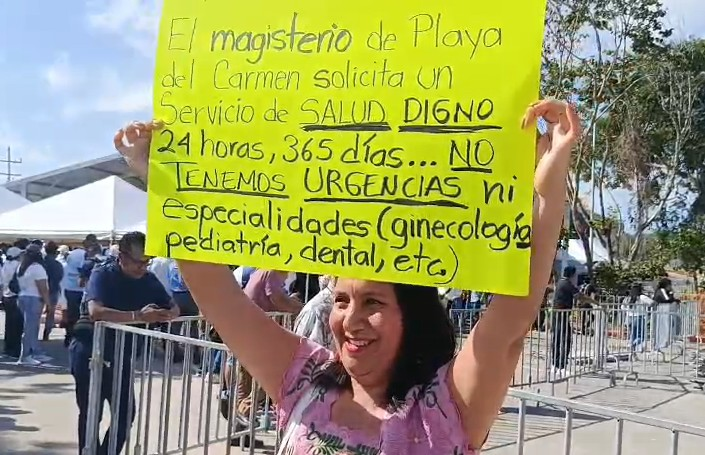 El magisterio de Playa
del Carmen solicita un
Servicio de SALUD DIGNO
24 horas, 365 días... NO
TENEMOS URGENCIAS ni
especialidades (ginecología
pediatría, dental, etc.)